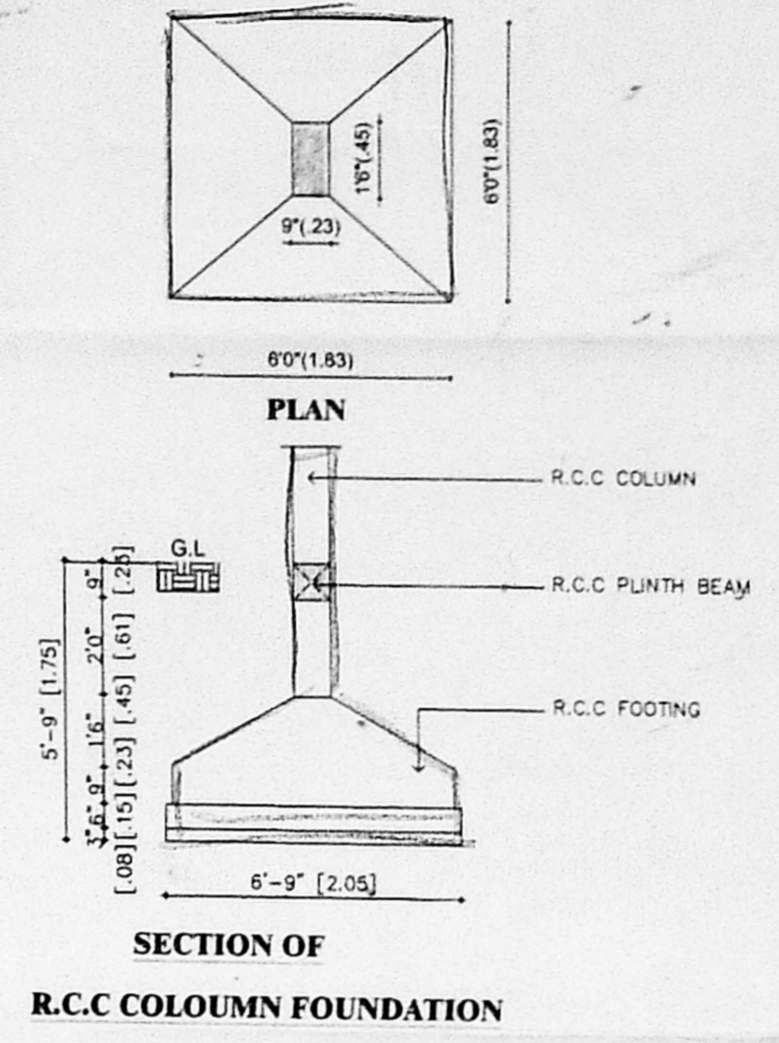 1'6"(.45)
6'0"(1.83)
9"(.23)
6'0"(1.83)
PLAN
R.C.C COLUMN
G.L
9" [.23]
R.C.C PLINTH BEAM
2'0" [.61]
5'-9" [1.75]
1'6" [.45]
R.C.C FOOTING
9" [.23]
6" [.15]
3" [.08]
6'-9" [2.05]
SECTION OF
R.C.C COLOUMN FOUNDATION